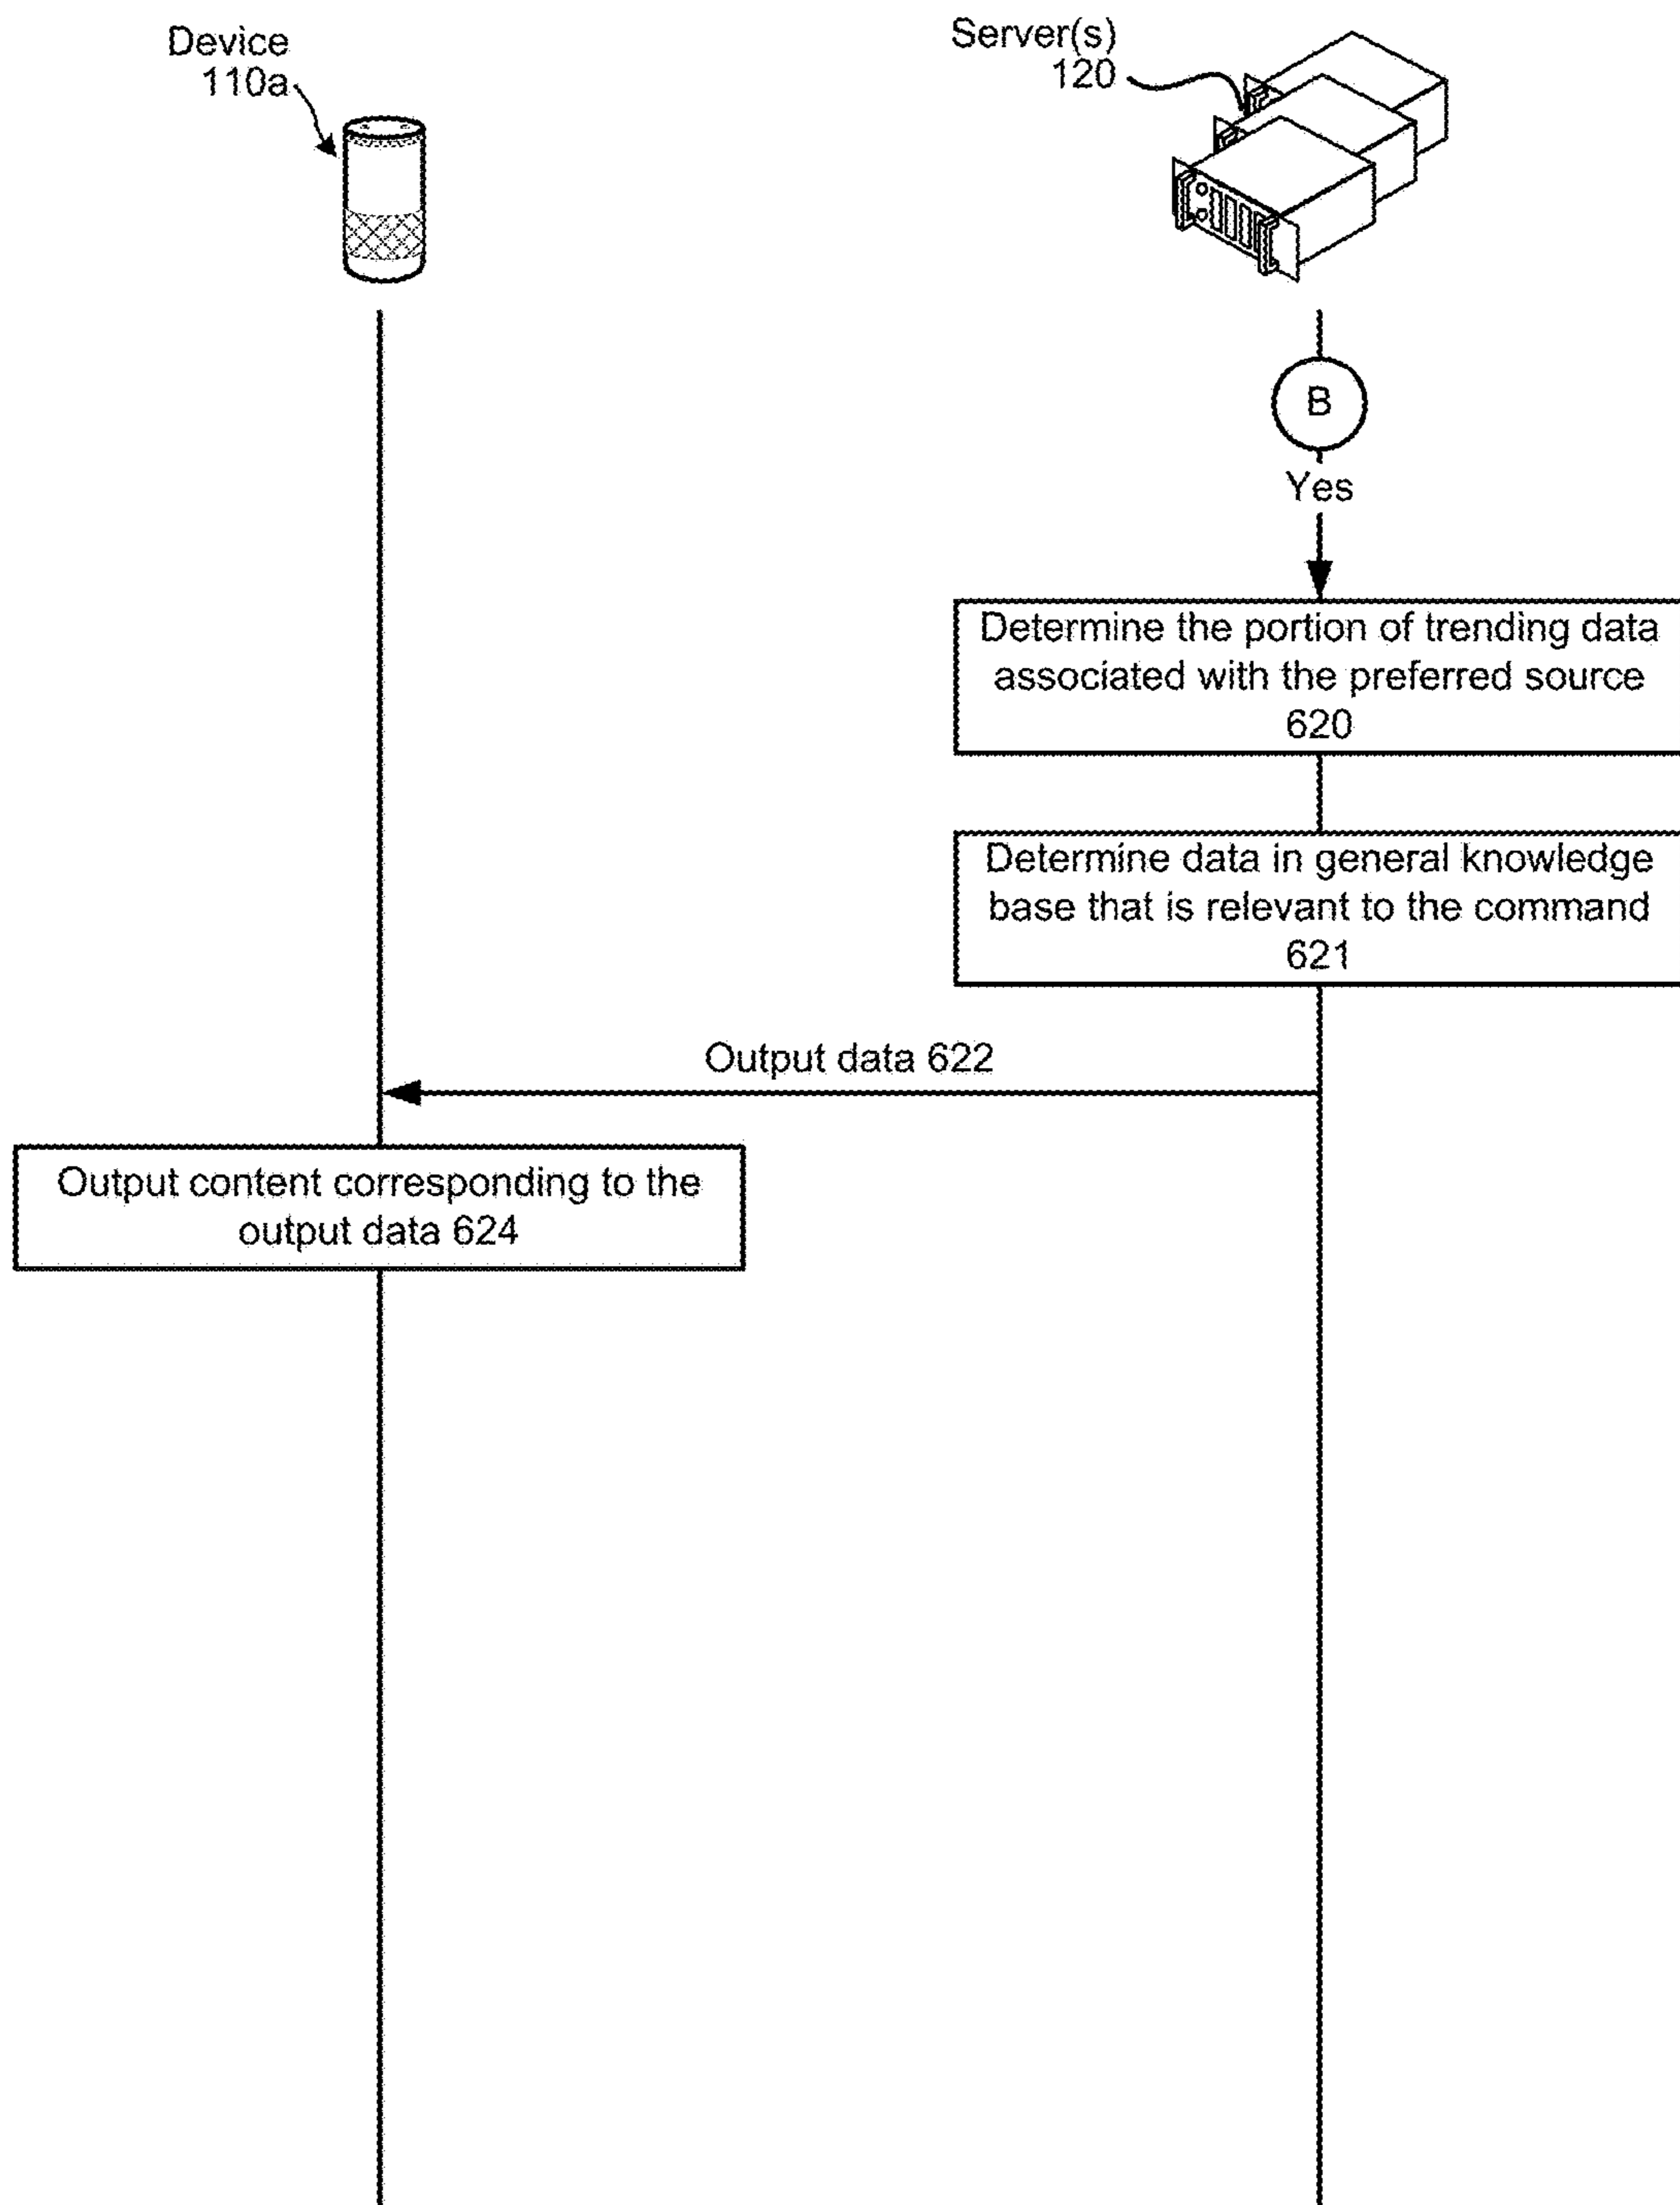 Device
110a
Server(s)
120
B
Yes
Determine the portion of trending data
associated with the preferred source
620
Determine data in general knowledge
base that is relevant to the command
621
Output data 622
Output content corresponding to the
output data 624